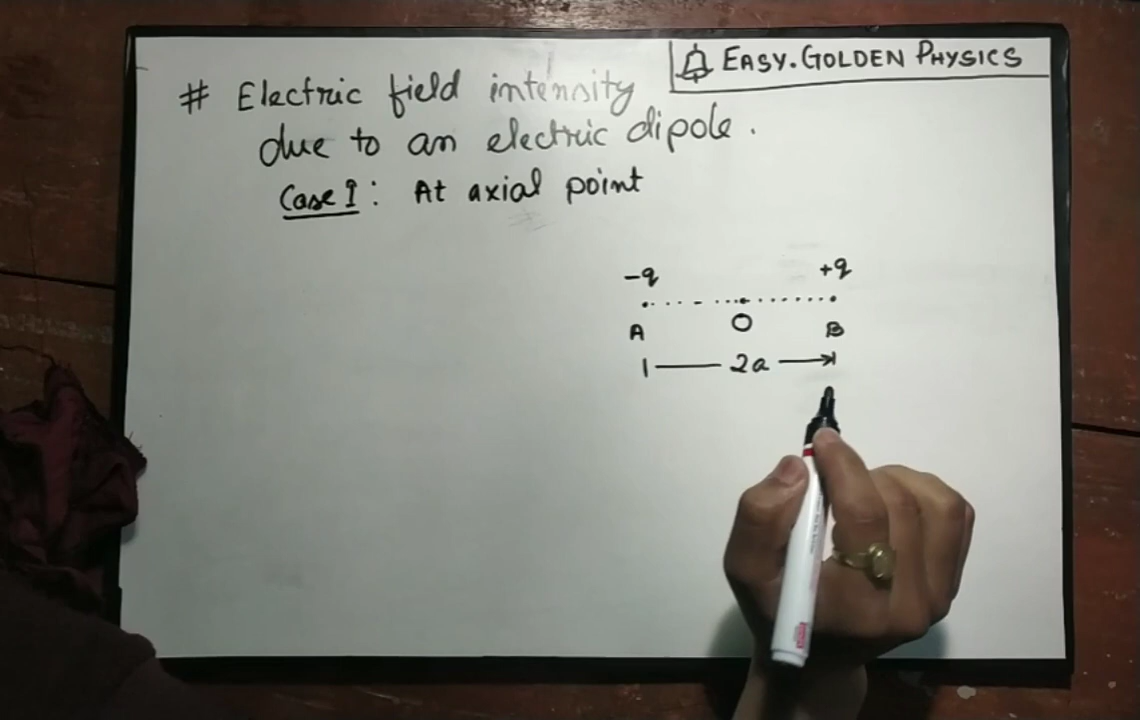 EASY.GOLDEN PHYSICS
# Electric field intensity
due to an electric dipole.
Case I: At axial point
-q +q
A O B
2a